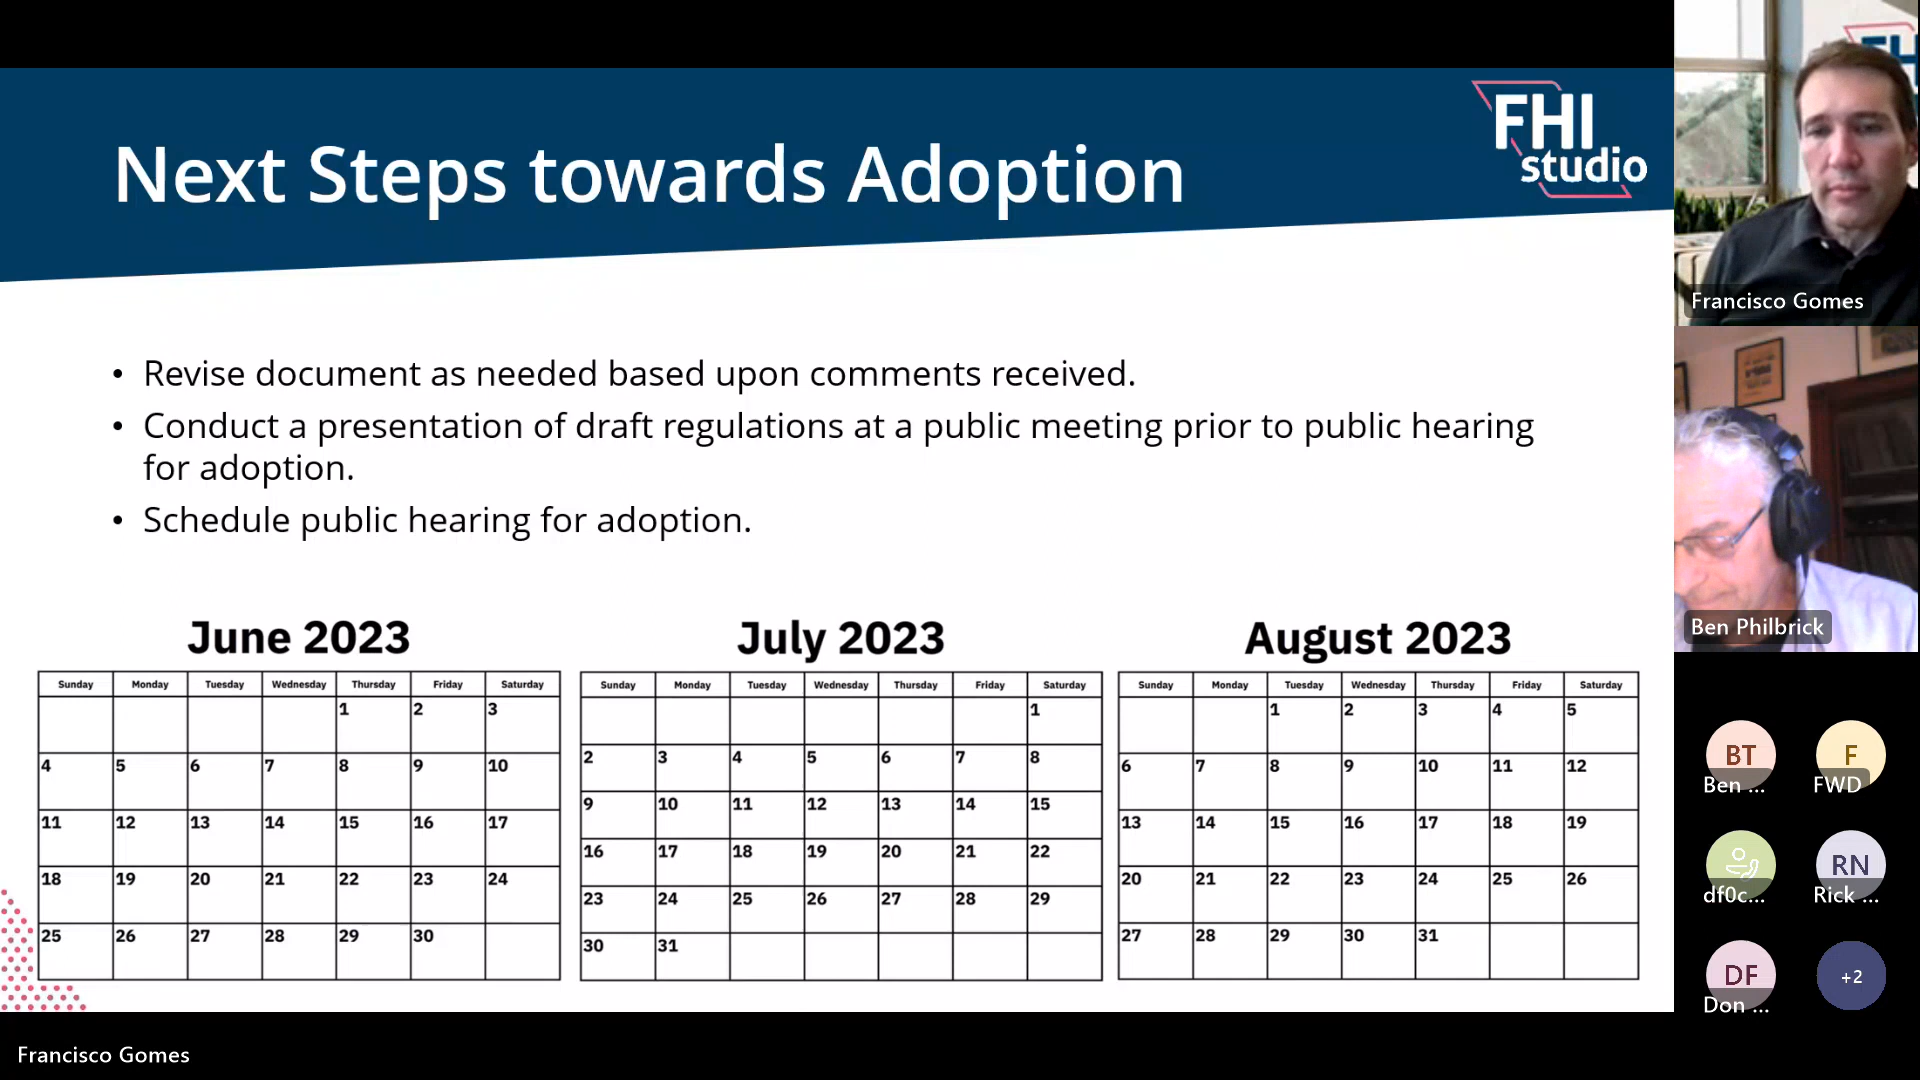 FHI
studio
Next Steps towards Adoption
• Revise document as needed based upon comments received.
• Conduct a presentation of draft regulations at a public meeting prior to public hearing
for adoption.
• Schedule public hearing for adoption.
June 2023
Sunday Monday Tuesday Wednesday Thursday Friday Saturday
1 2 3
4 5 6 7 8 9 10
11 12 13 14 15 16 17
18 19 20 21 22 23 24
25 26 27 28 29 30
July 2023
Sunday Monday Tuesday Wednesday Thursday Friday Saturday
1
2 3 4 5 6 7 8
9 10 11 12 13 14 15
16 17 18 19 20 21 22
23 24 25 26 27 28 29
30 31
August 2023
Sunday Monday Tuesday Wednesday Thursday Friday Saturday
1 2 3 4 5
6 7 8 9 10 11 12
13 14 15 16 17 18 19
20 21 22 23 24 25 26
27 28 29 30 31
Francisco Gomes
Ben Philbrick
BT
Ben ...
F
FWD
df0c...
RN
Rick ...
DF
Don ...
+2
Francisco Gomes